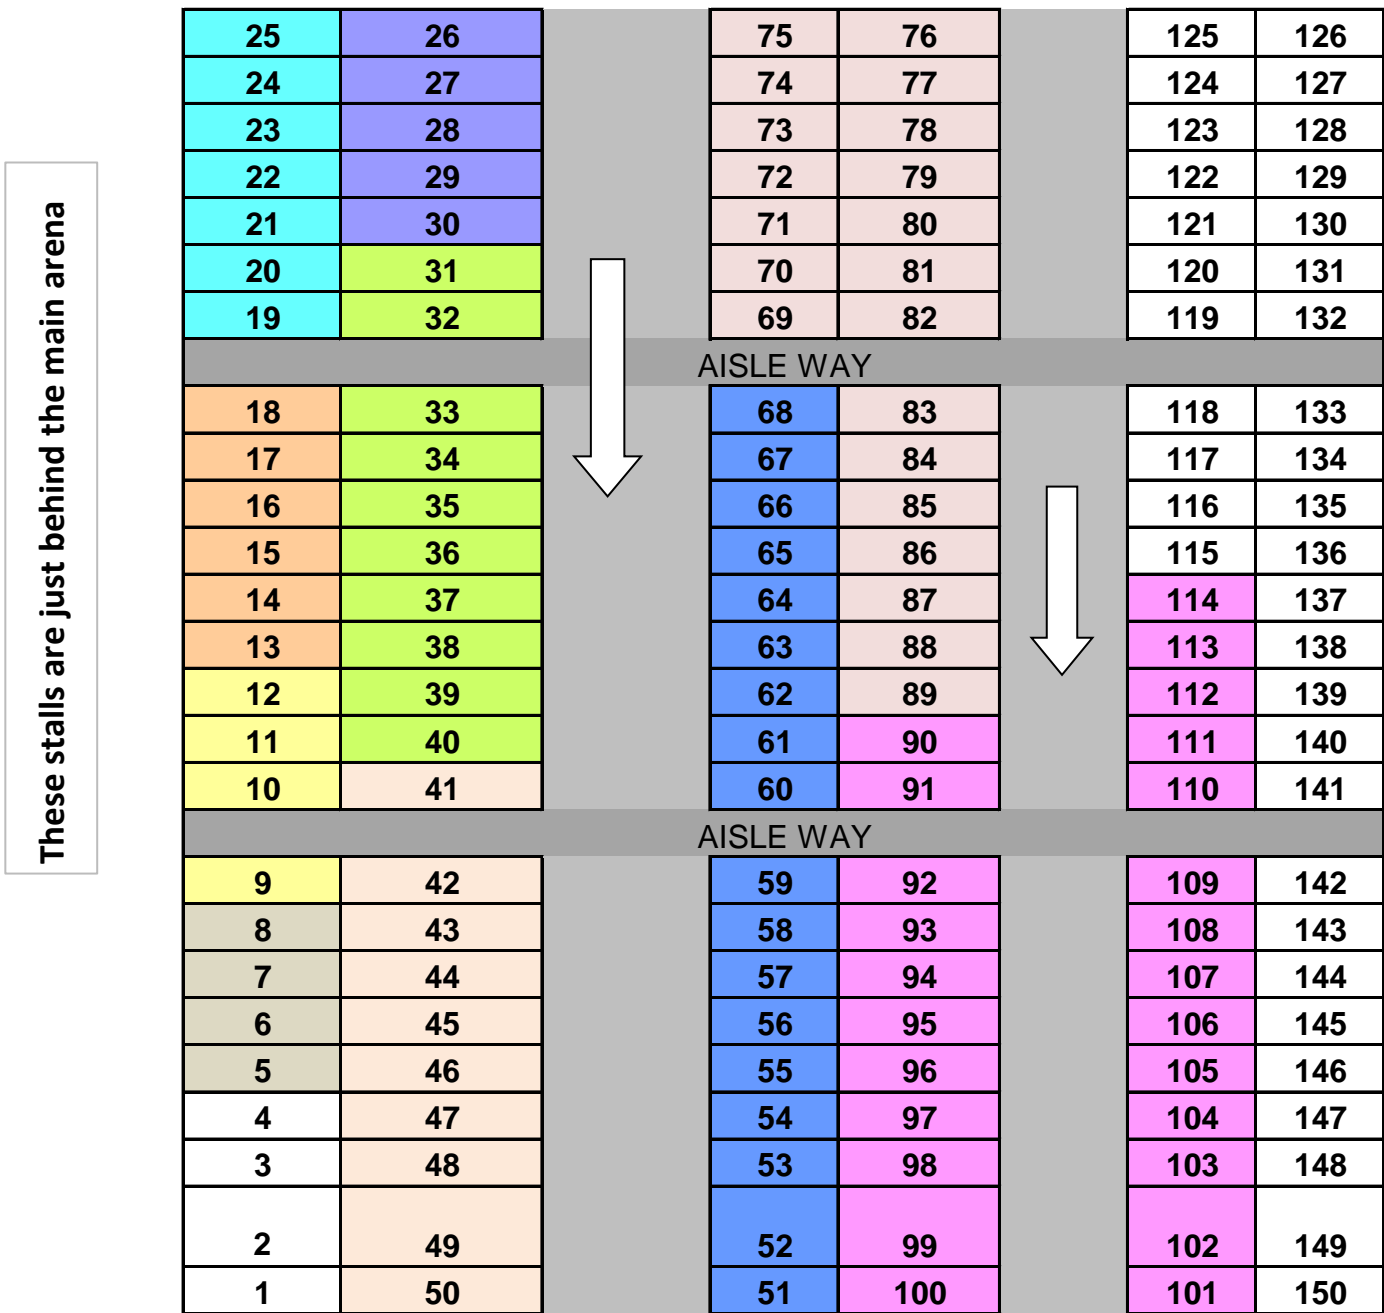 These stalls are just behind the main arena
25 26 75 76 125 126
24 27 74 77 124 127
23 28 73 78 123 128
22 29 72 79 122 129
21 30 71 80 121 130
20 31 70 81 120 131
19 32 69 82 119 132
AISLE WAY
18 33 68 83 118 133
17 34 67 84 117 134
16 35 66 85 116 135
15 36 65 86 115 136
14 37 64 87 114 137
13 38 63 88 113 138
12 39 62 89 112 139
11 40 61 90 111 140
10 41 60 91 110 141
AISLE WAY
9 42 59 92 109 142
8 43 58 93 108 143
7 44 57 94 107 144
6 45 56 95 106 145
5 46 55 96 105 146
4 47 54 97 104 147
3 48 53 98 103 148
2 49 52 99 102 149
1 50 51 100 101 150